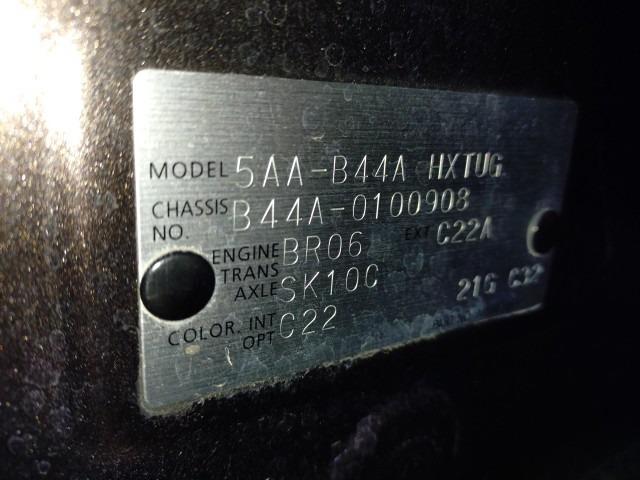 MODEL 5AA-B44A HXTUG
CHASSIS NO. B44A-0100908
ENGINE BR06 EXT C22A
TRANS AXLE SK10C 21G C32
COLOR. INT C22
OPT